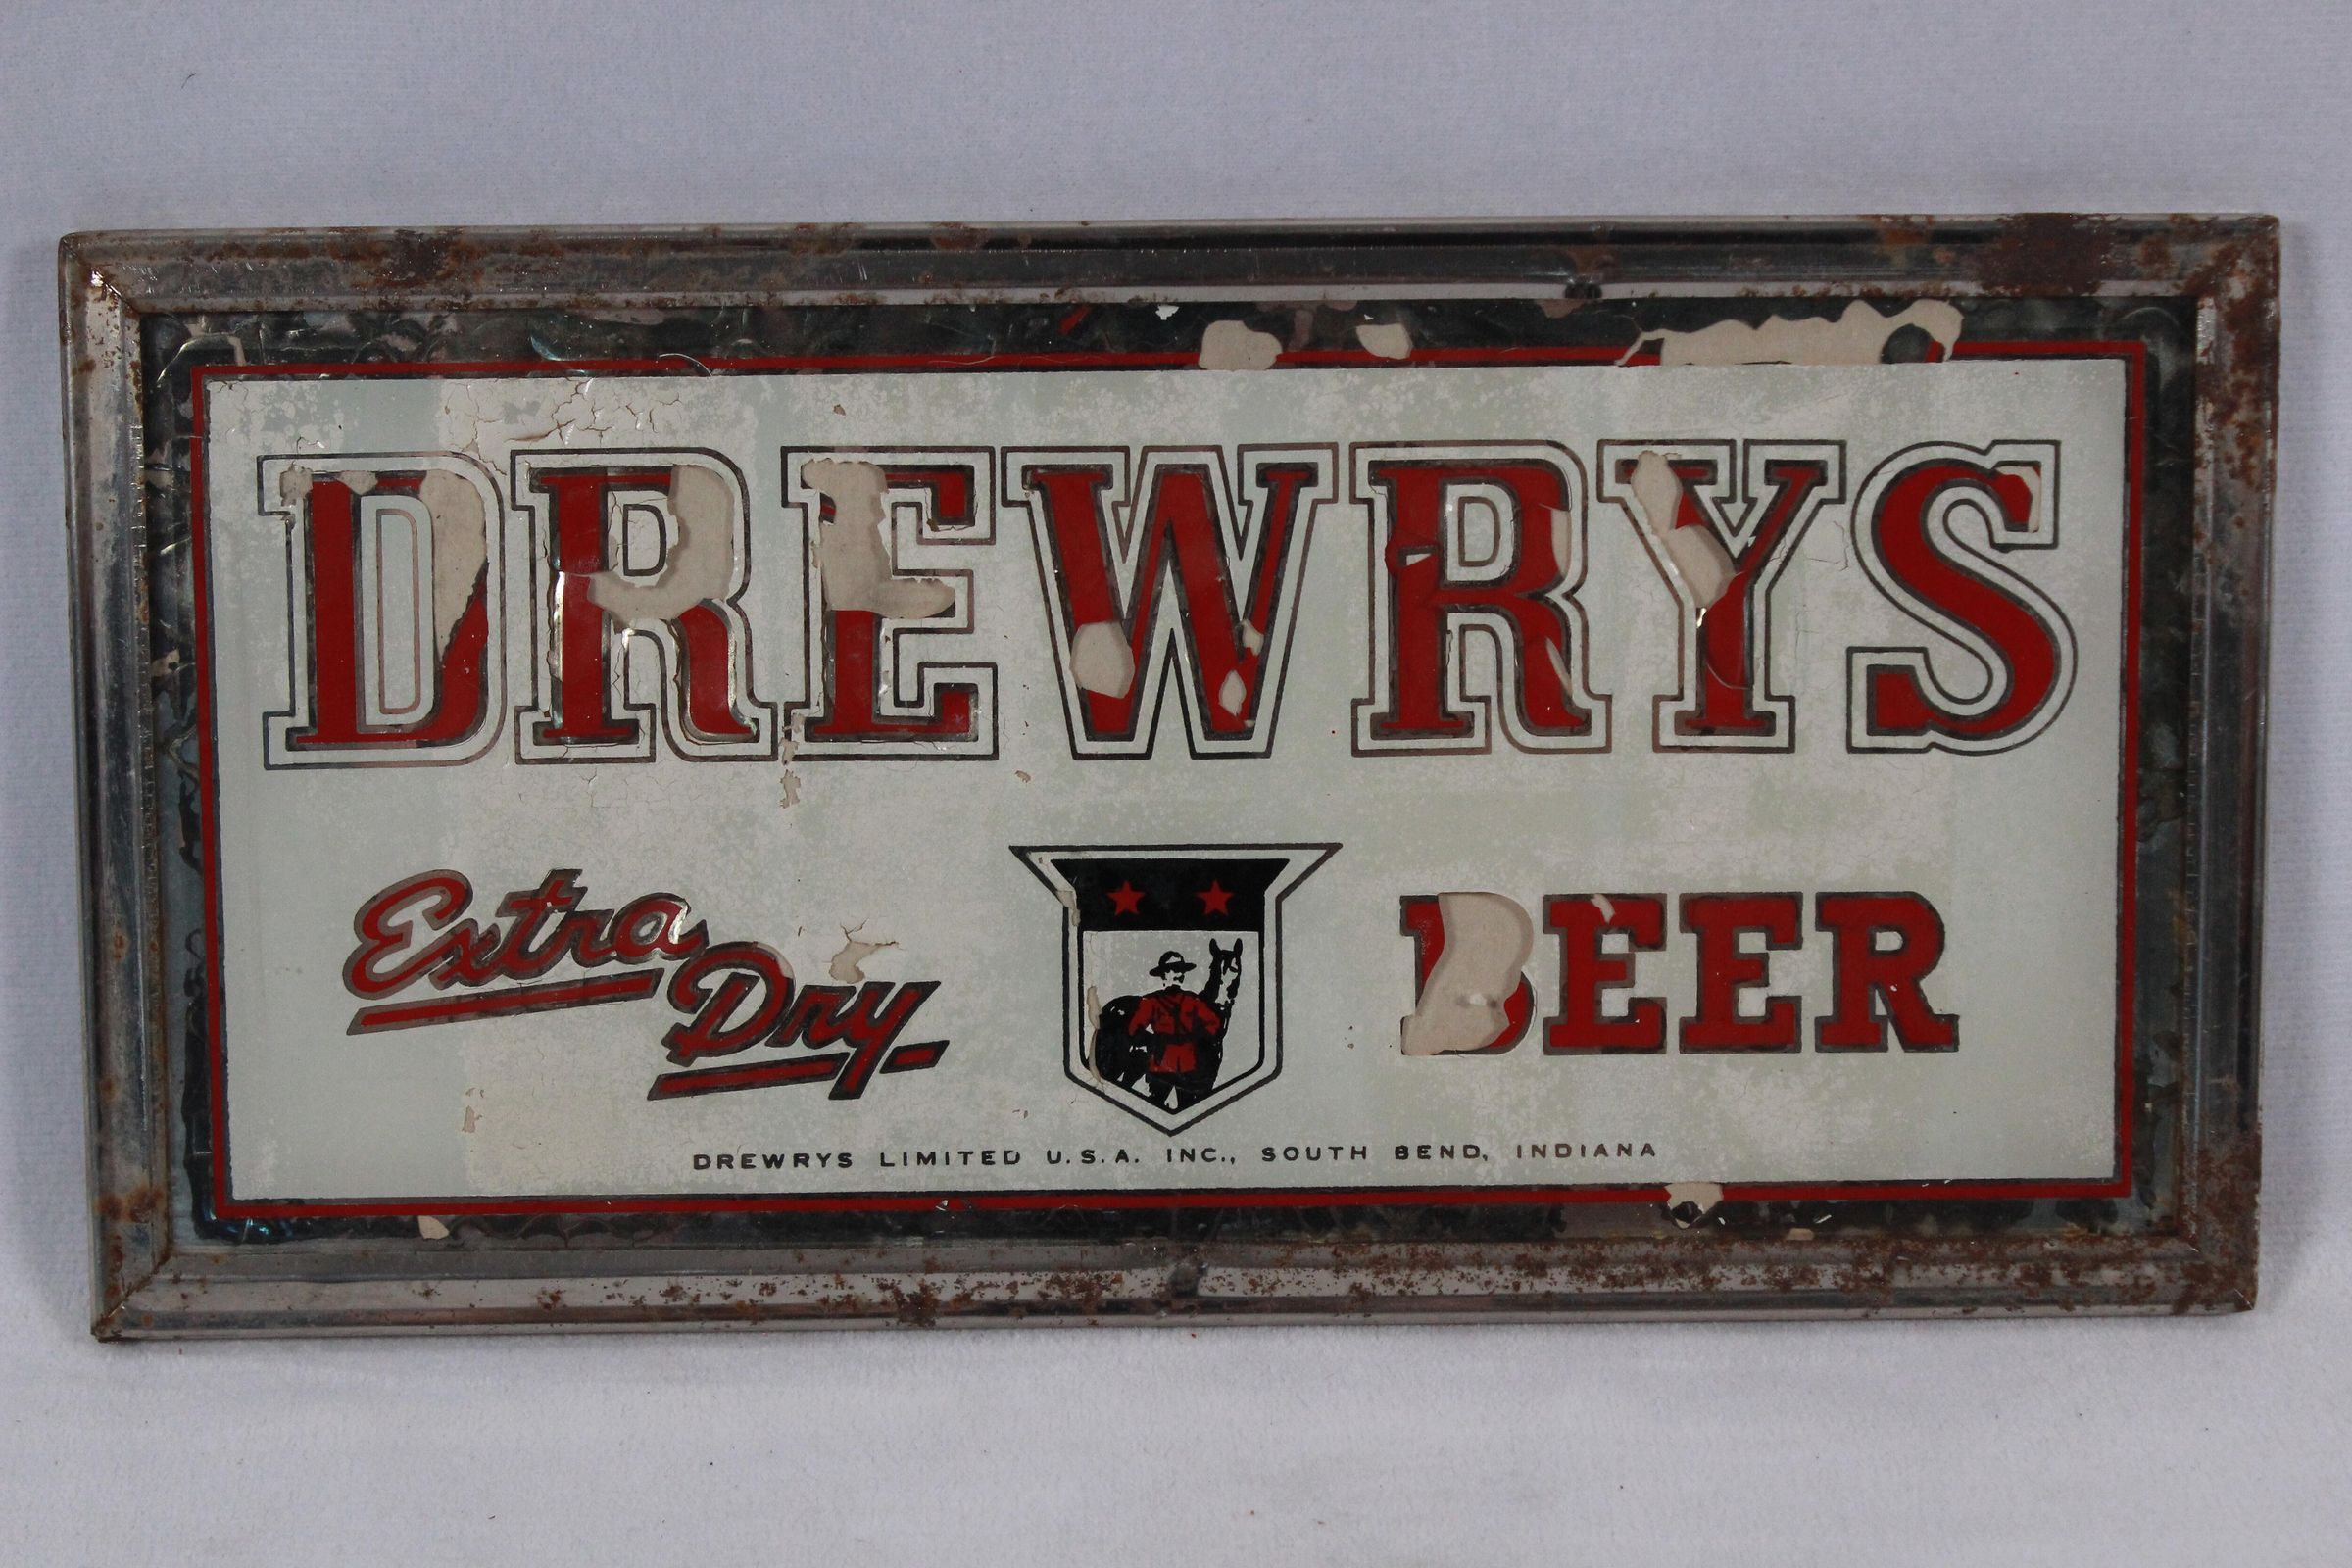 DREWRYS
Extra Dry
BEER
DREWRYS LIMITED U.S.A. INC., SOUTH BEND, INDIANA